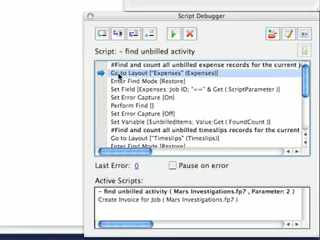 Script Debugger
Script: - find unbilled activity
#Find and count all unbilled expense records for the current j
Go to Layout ["Expenses" (Expenses)]
Enter Find Mode [Restore]
Set Field [Expenses::Job ID; "==" & Get ( ScriptParameter )]
Set Error Capture [On]
Perform Find []
Set Error Capture [Off]
Set Variable [$unbilledItems; Value:Get ( FoundCount )]
#Find and count all unbilled timeslips records for the current
Go to Layout ["Timeslips" (Timeslips)]
Enter Find Mode [Restore]
Last Error: 0
Pause on error
Active Scripts:
- find unbilled activity ( Mars Investigations.fp7 , Parameter: 2 )
Create Invoice for Job ( Mars Investigations.fp7 )